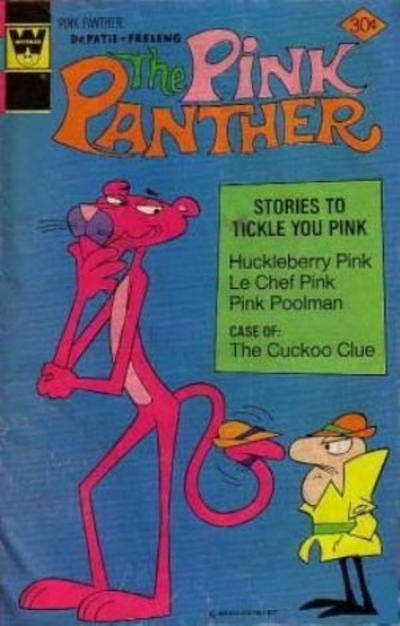 WHITMAN
PINK PANTHER
DePATIE-FRELENG
30¢
The PINK
PANTHER
STORIES TO
TICKLE YOU PINK
Huckleberry Pink
Le Chef Pink
Pink Poolman
CASE OF:
The Cuckoo Clue